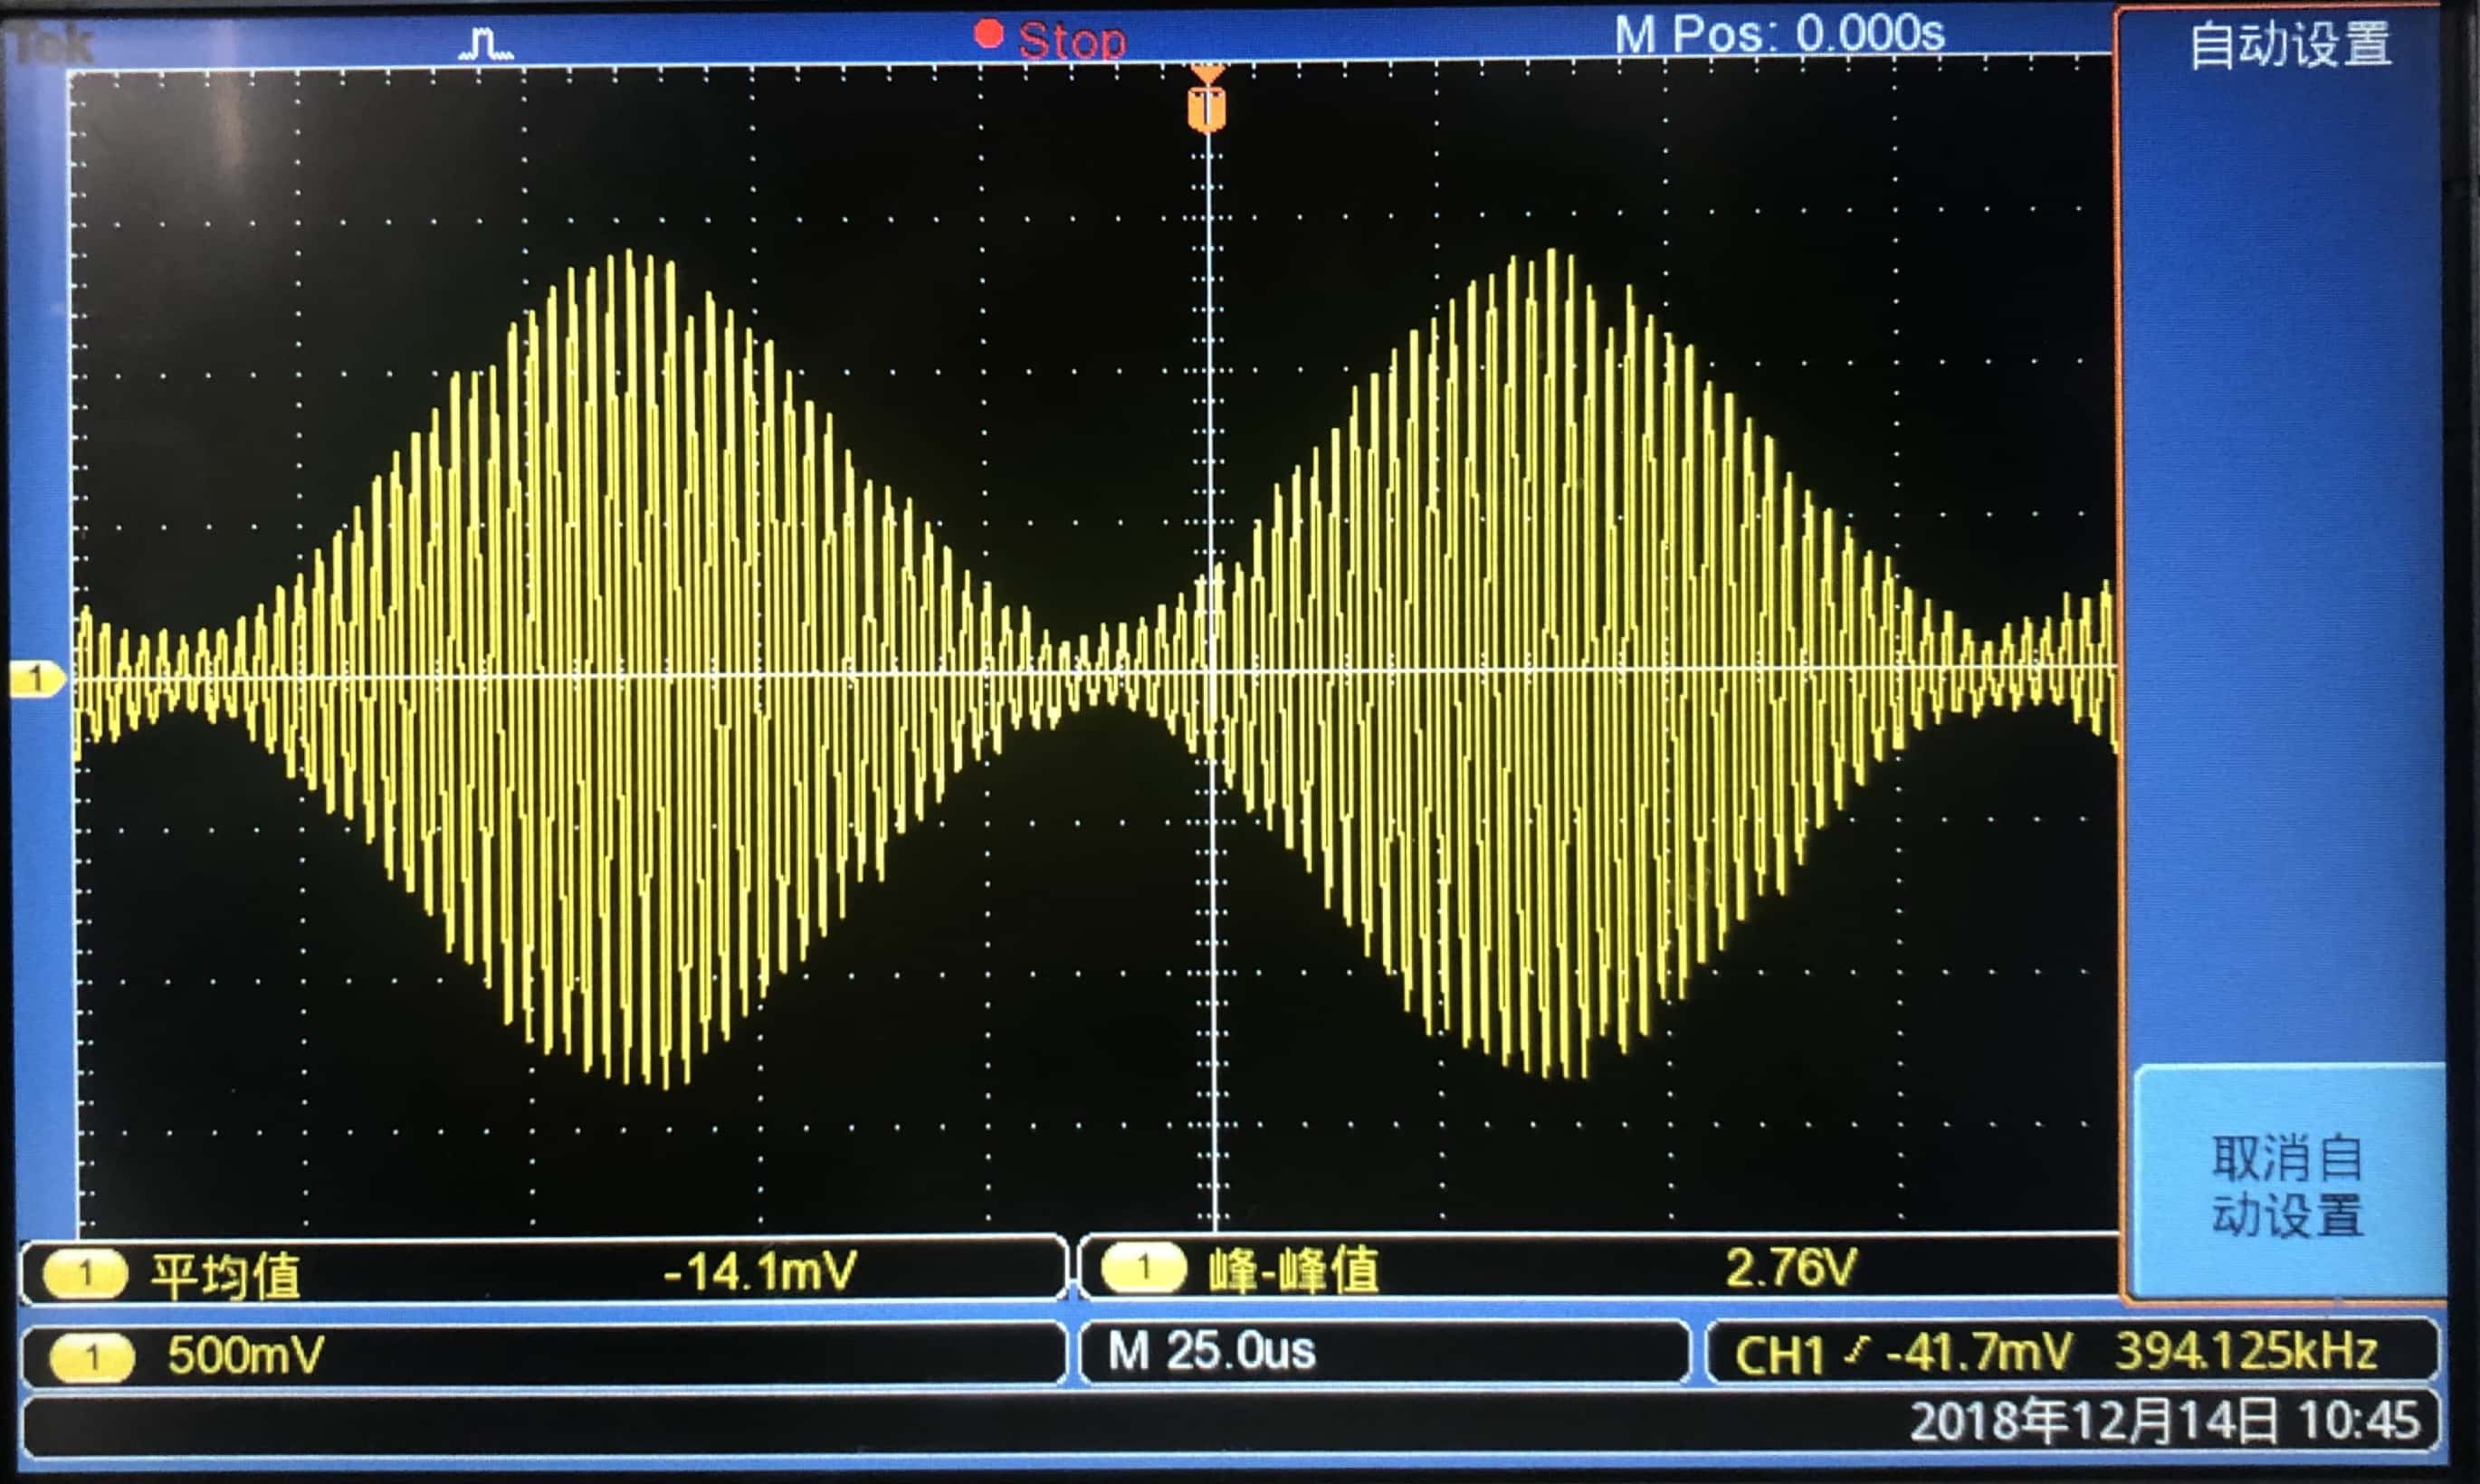 Tek
Stop
M Pos: 0.000s
自动设置
T
1
取消自
动设置
1 平均值 -14.1mV
1 峰-峰值 2.76V
1 500mV
M 25.0us
CH1 -41.7mV 394.125kHz
2018年12月14日 10:45